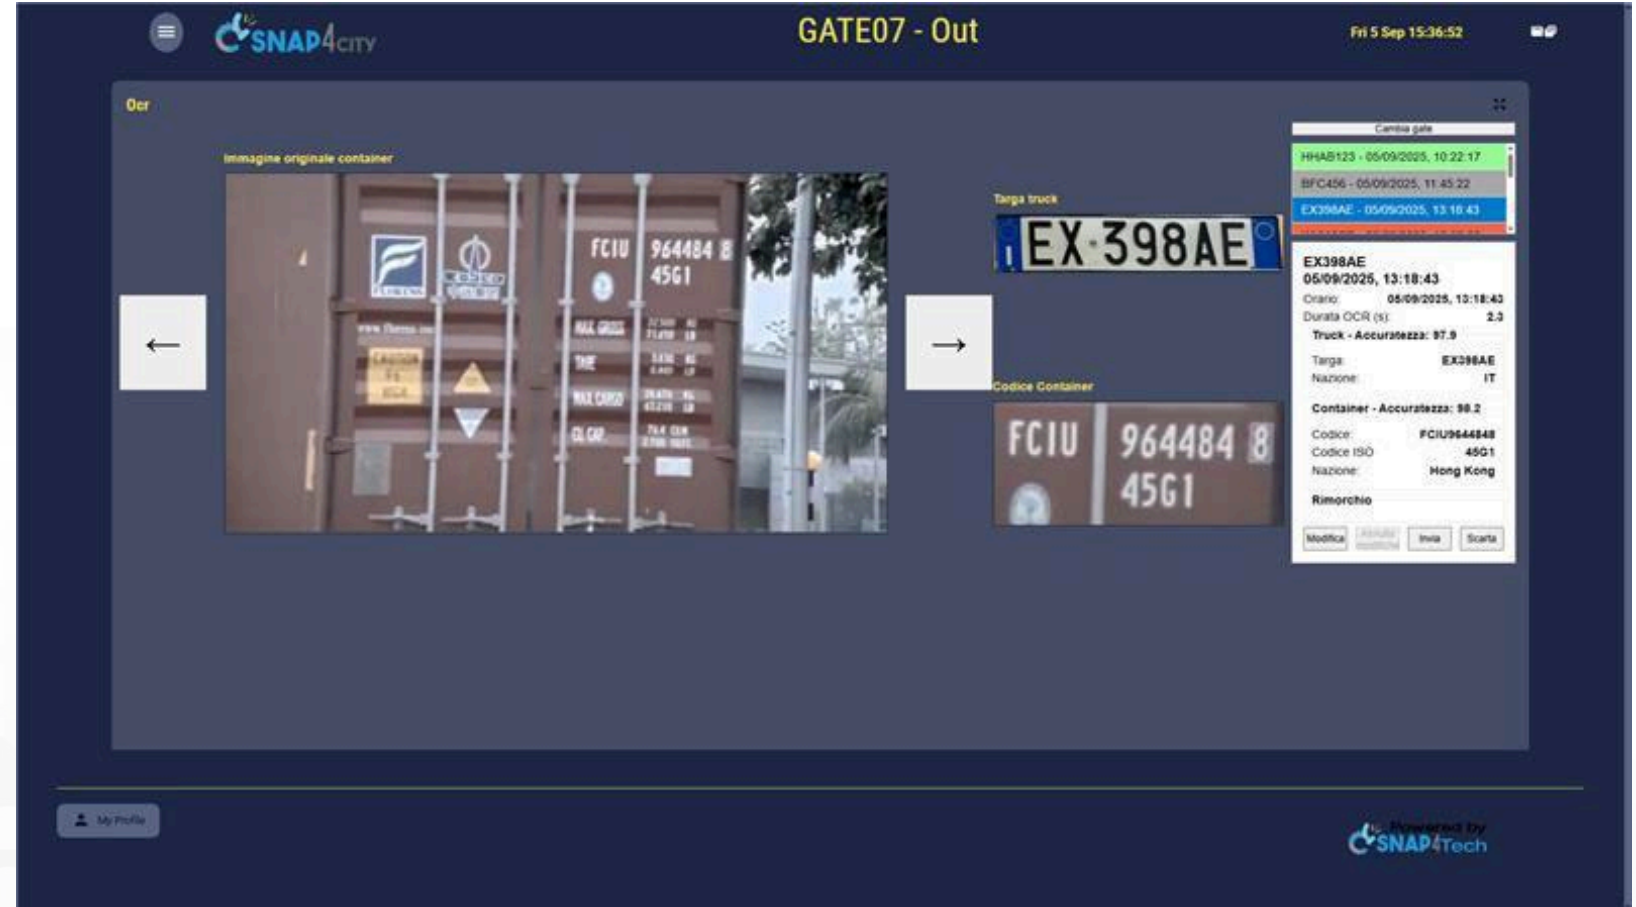 SNAP4CITY
GATE07 - Out
Fri 5 Sep 15:36:52
Ocr
Cambia gate
Immagine originale container
FCIU 964484 8
45G1
MAX. GROSS
TARE
MAX. CARGO
CU. CAP.
CAUTION
Targa truck
I EX 398AE
Codice Container
FCIU 964484 8
45G1
←
→
HHAB123 - 05/09/2025, 10:22:17
BFC456 - 05/09/2025, 11:45:22
EX398AE - 05/09/2025, 13:18:43
EX398AE
05/09/2025, 13:18:43
Orario: 05/09/2025, 13:18:43
Durata OCR (s): 2.3
Truck - Accuratezza: 97.9
Targa: EX398AE
Nazione: IT
Container - Accuratezza: 98.2
Codice: FCIU9644848
Codice ISO 45G1
Nazione: Hong Kong
Rimorchio
Modifica
Invia
Scarta
My Profile
Powered by
SNAP4Tech